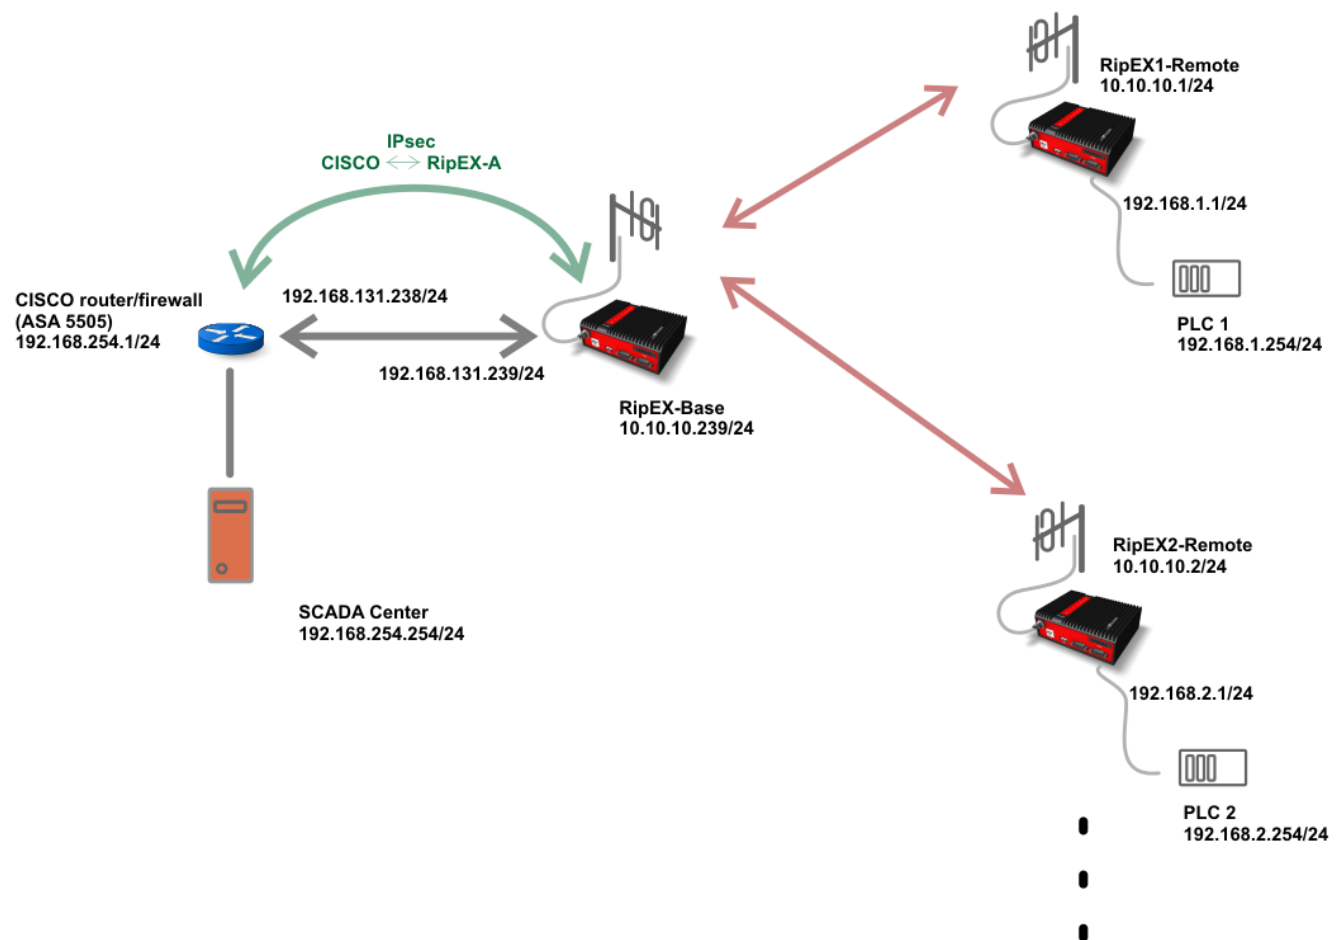 RipEX1-Remote
10.10.10.1/24
IPsec
CISCO <--> RipEX-A
192.168.1.1/24
CISCO router/firewall
(ASA 5505)
192.168.254.1/24
192.168.131.238/24
192.168.131.239/24
PLC 1
192.168.1.254/24
RipEX-Base
10.10.10.239/24
RipEX2-Remote
10.10.10.2/24
SCADA Center
192.168.254.254/24
192.168.2.1/24
PLC 2
192.168.2.254/24